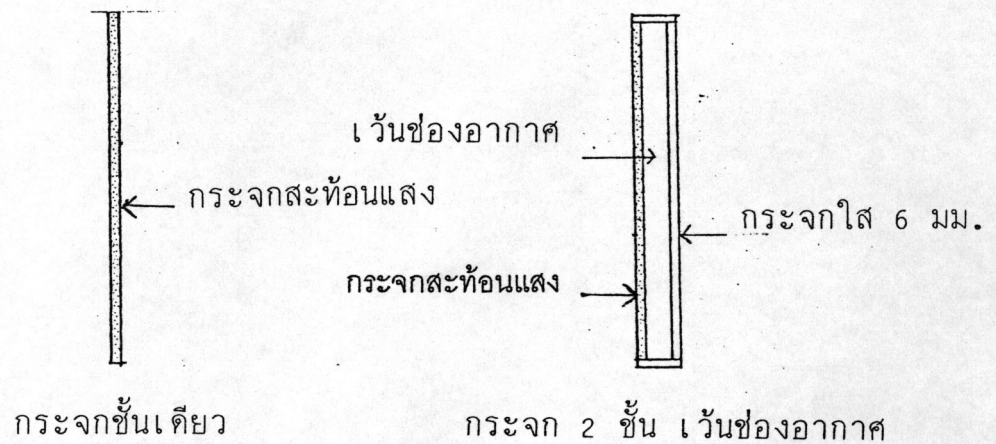 เว้นช่องอากาศ
กระจกสะท้อนแสง
กระจกใส 6 มม.
กระจกสะท้อนแสง
กระจกชั้นเดียว
กระจก 2 ชั้น เว้นช่องอากาศ